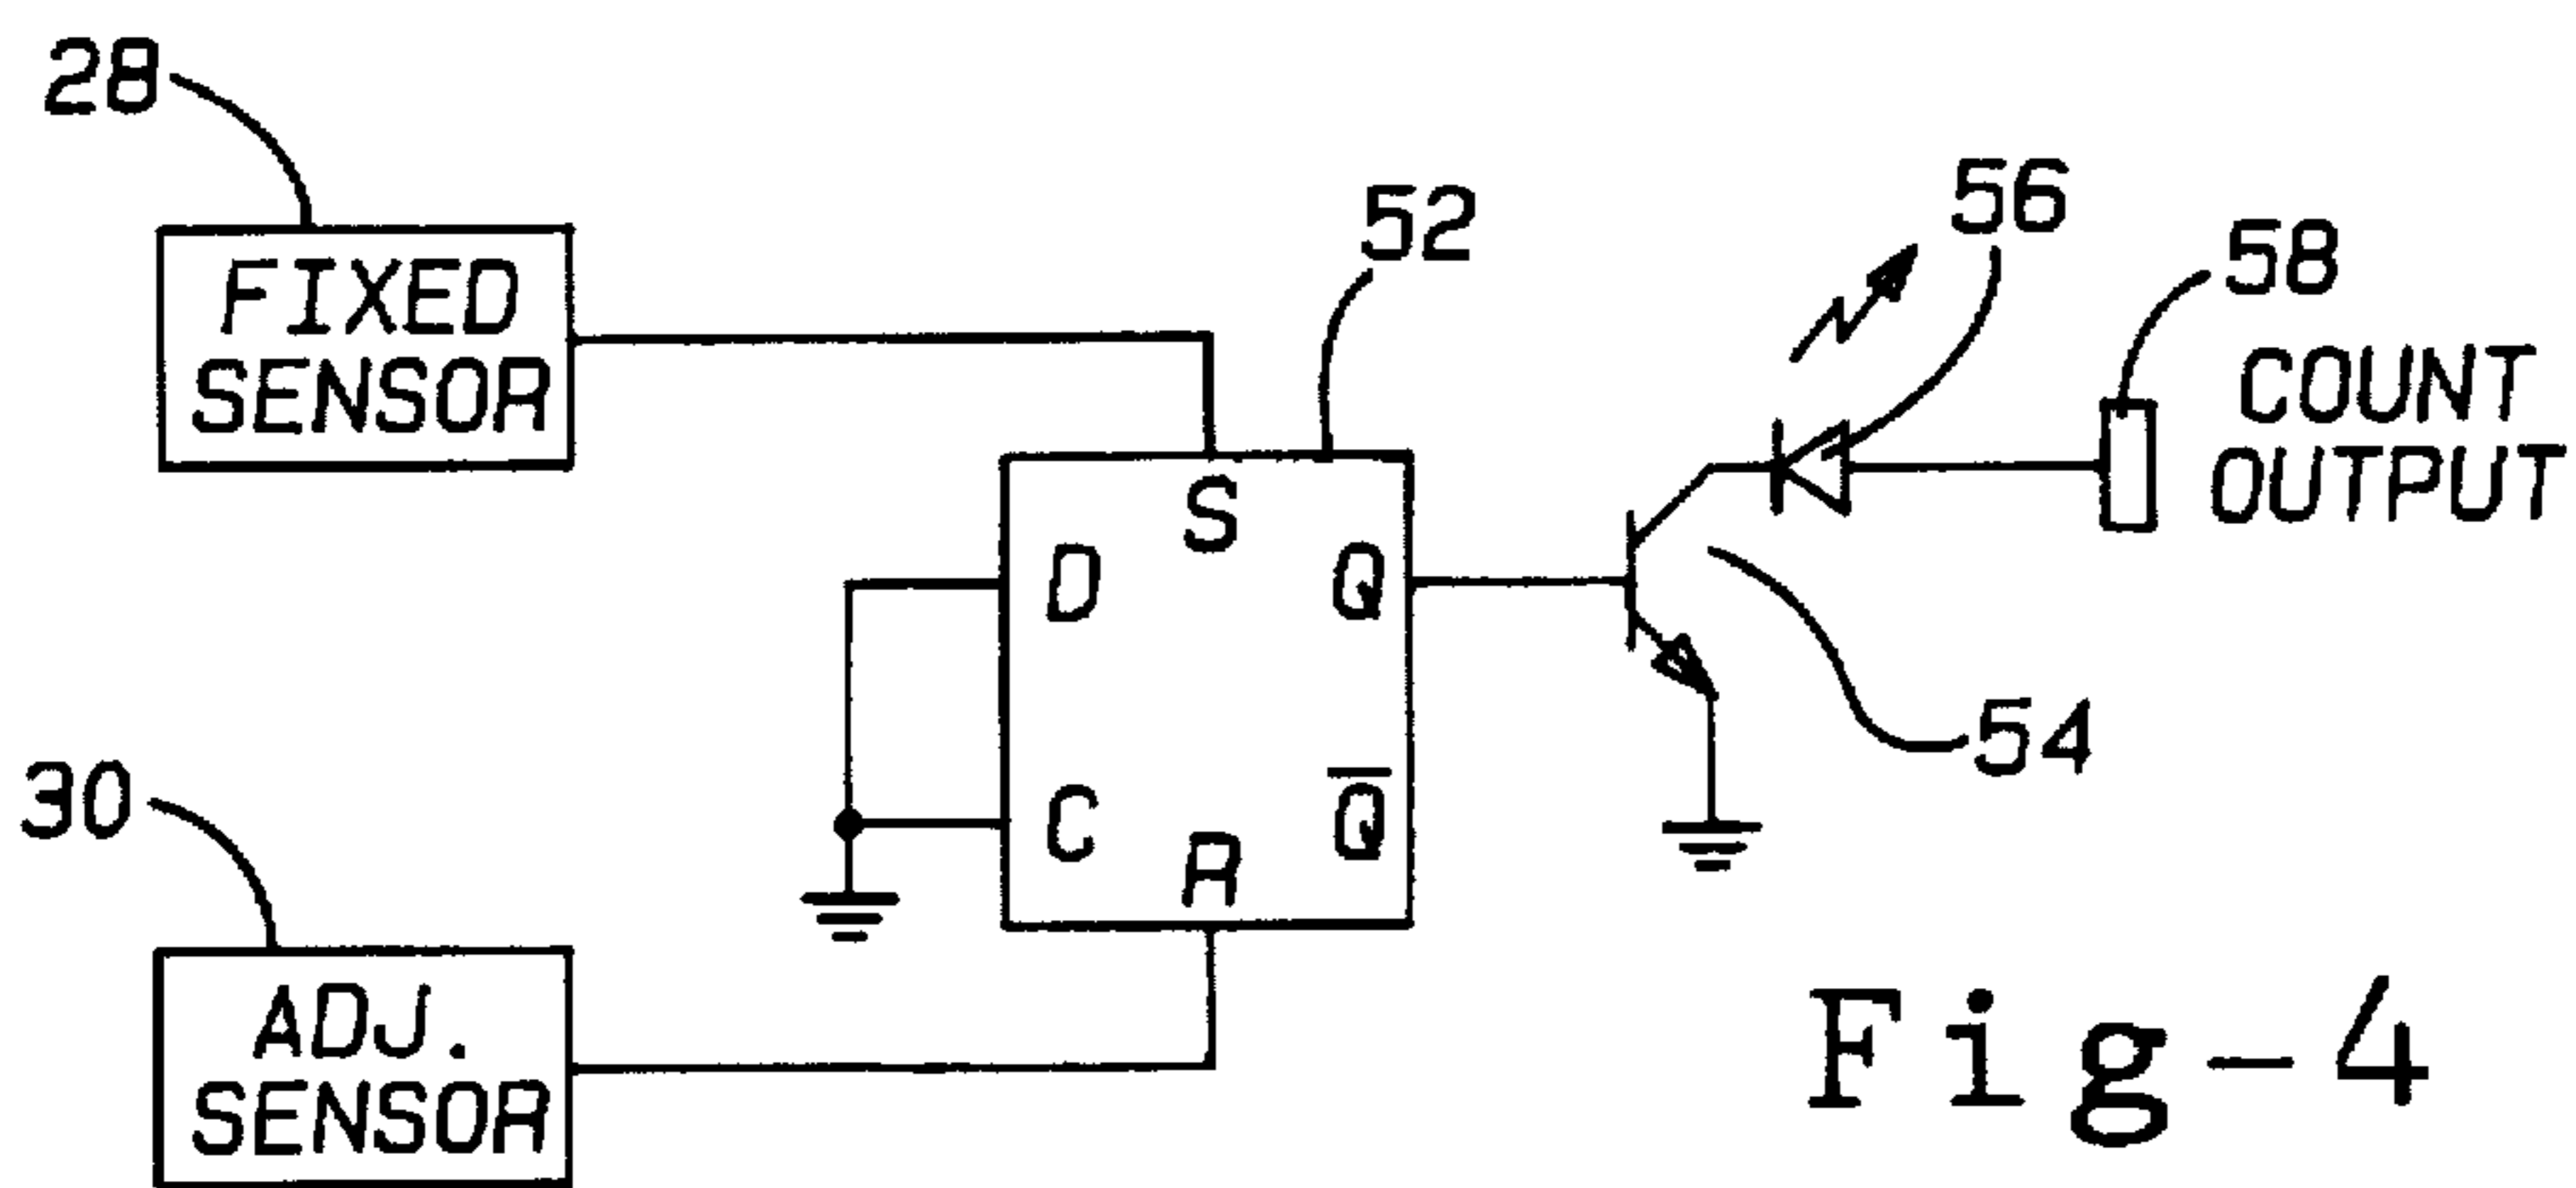 28
FIXED
SENSOR
52
56
58
COUNT
OUTPUT
S
D
Q
C
Q̅
R
54
30
ADJ.
SENSOR
Fig-4